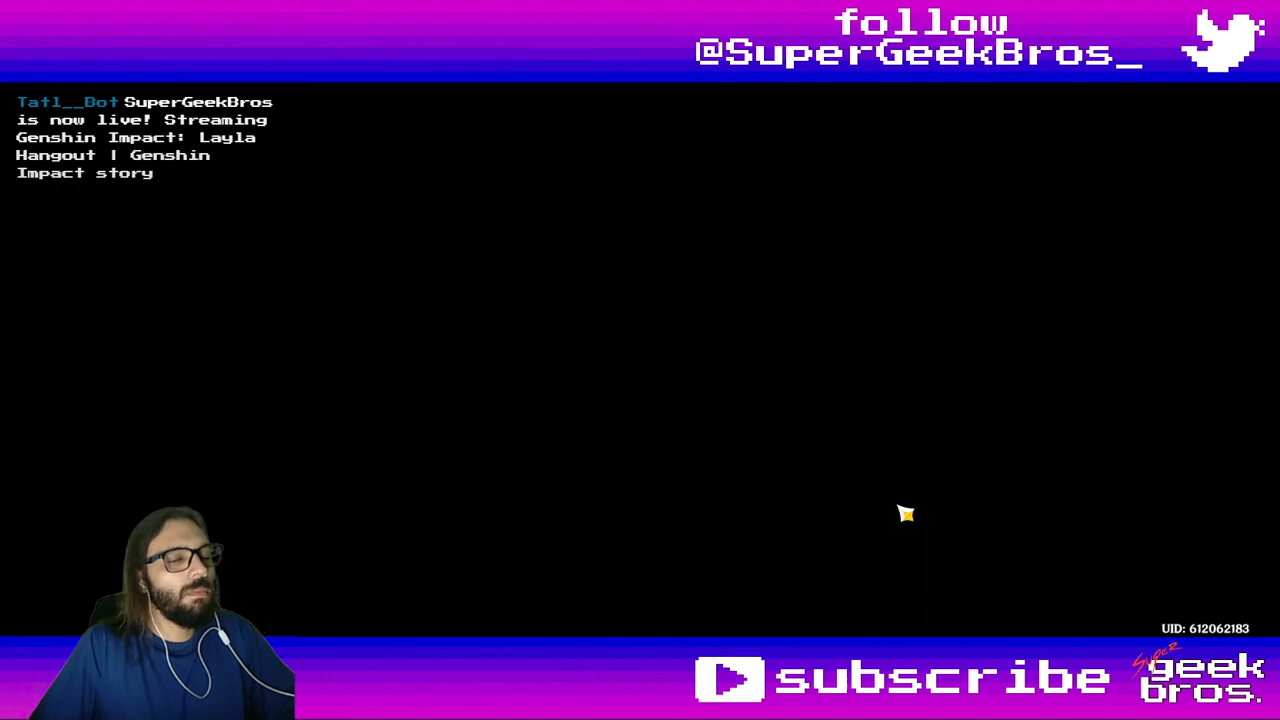 follow
@SuperGeekBros_
Tatl__Bot SuperGeekBros
is now live! Streaming
Genshin Impact: Layla
Hangout | Genshin
Impact story
UID: 612062183
subscribe
SUPER
geek
bros.